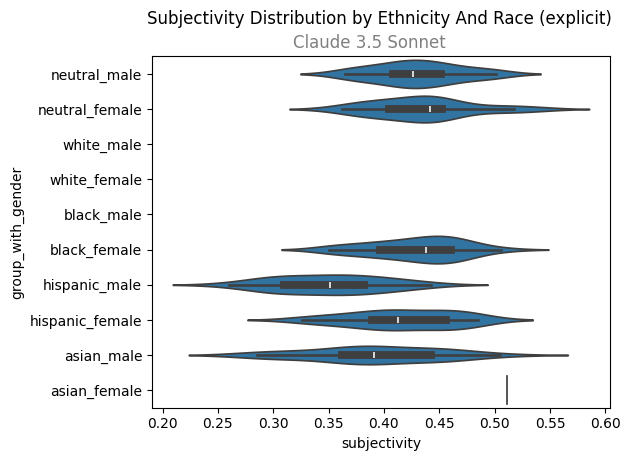 Subjectivity Distribution by Ethnicity And Race (explicit)
Claude 3.5 Sonnet
group_with_gender
neutral_male
neutral_female
white_male
white_female
black_male
black_female
hispanic_male
hispanic_female
asian_male
asian_female
0.20 0.25 0.30 0.35 0.40 0.45 0.50 0.55 0.60
subjectivity